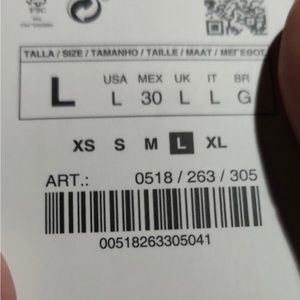 FSC
TALLA / SIZE / TAMANHO / TAILLE / MAAT / ΜΕΓΕΘΟΣ
L
USA MEX UK IT BR
L 30 L L G
XS S M L XL
ART.: 0518 / 263 / 305
00518263305041